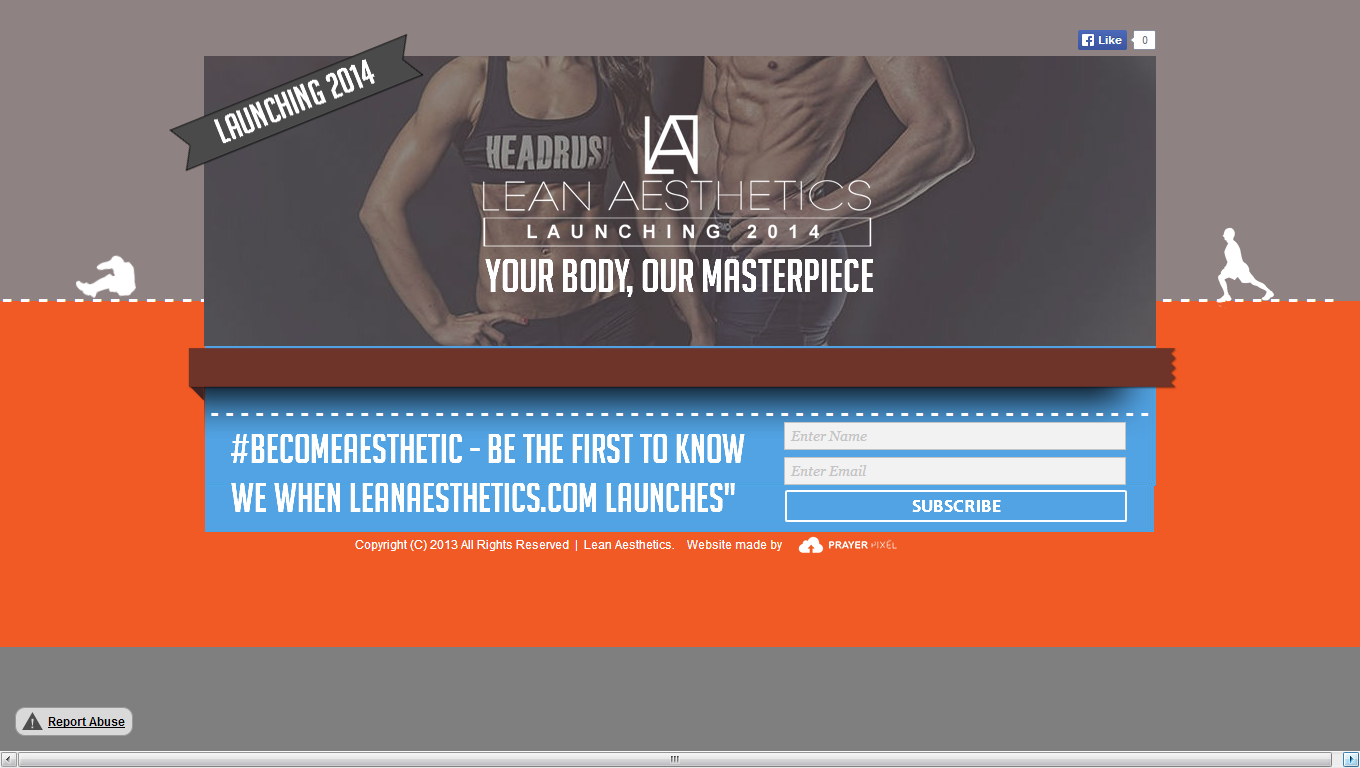 Like 0
LAUNCHING 2014
HEADRUSH
LA
LEAN AESTHETICS
LAUNCHING 2014
YOUR BODY, OUR MASTERPIECE
#BECOMEAESTHETIC - BE THE FIRST TO KNOW
WE WHEN LEANAESTHETICS.COM LAUNCHES"
Enter Name
Enter Email
SUBSCRIBE
Copyright (C) 2013 All Rights Reserved | Lean Aesthetics. Website made by PRAYER PIXEL
Report Abuse